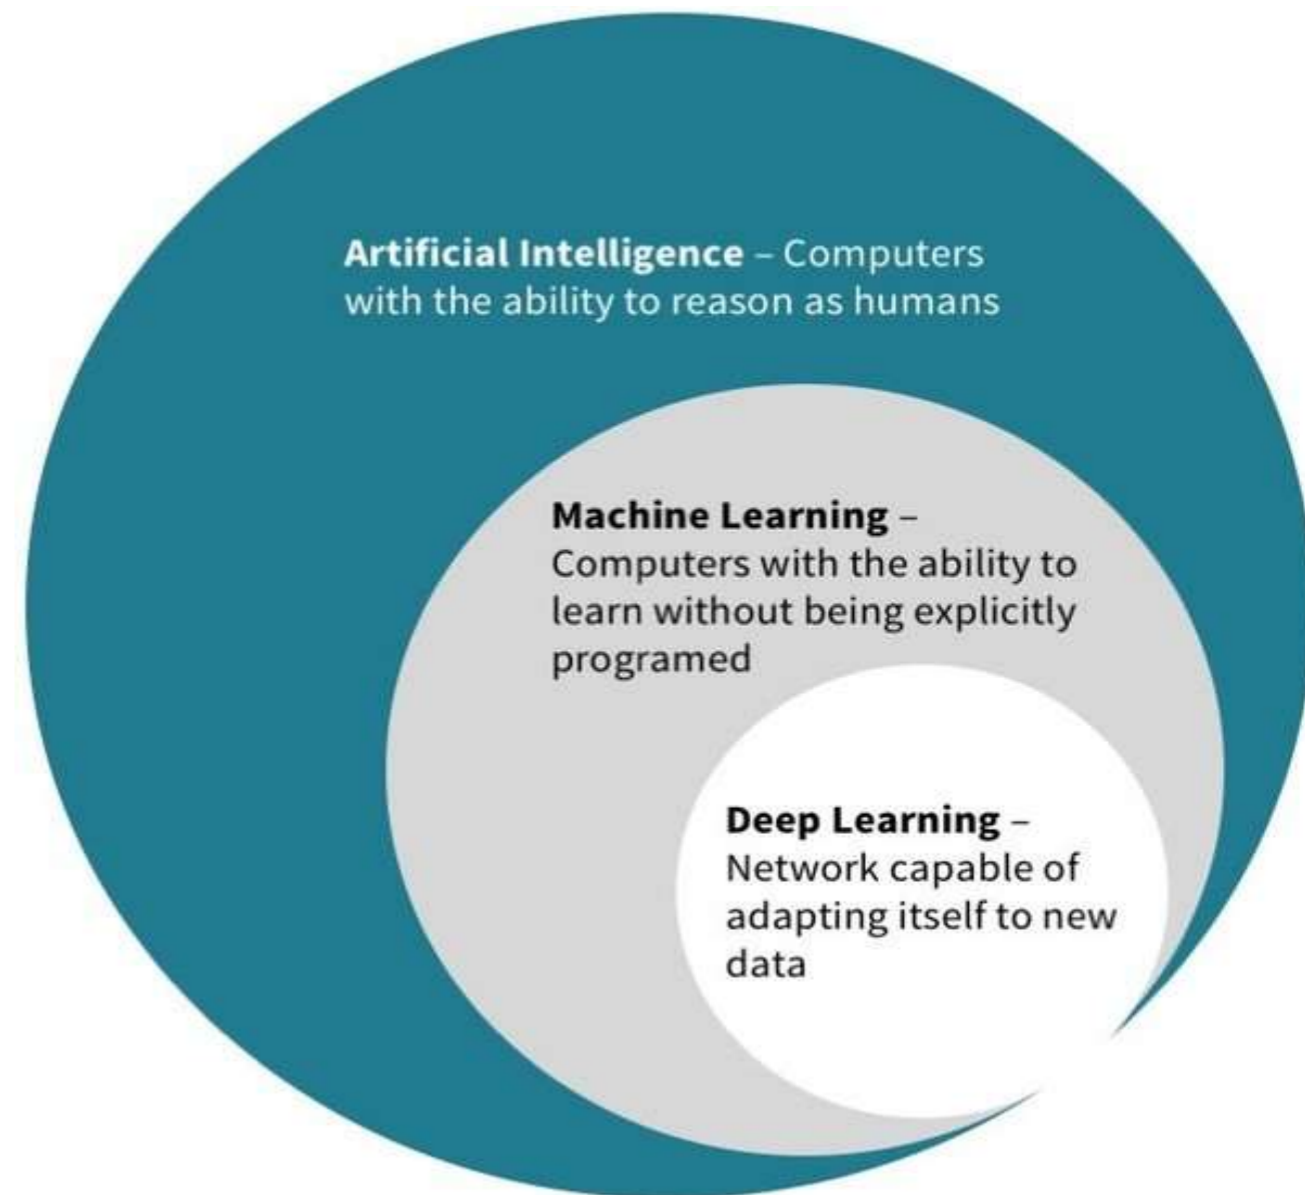 Artificial Intelligence – Computers
with the ability to reason as humans
Machine Learning –
Computers with the ability to
learn without being explicitly
programed
Deep Learning –
Network capable of
adapting itself to new
data